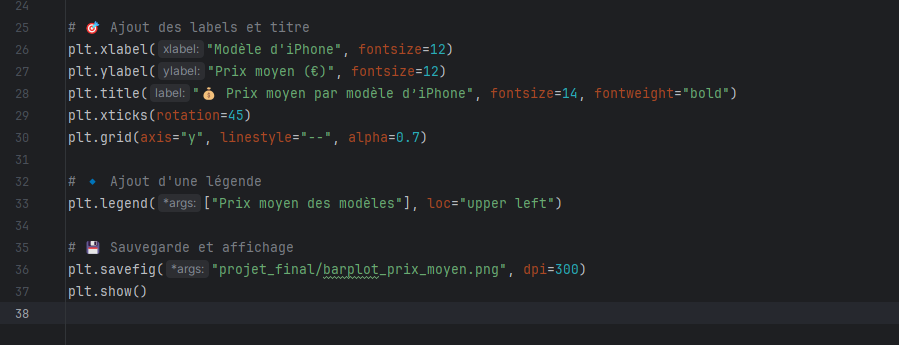 24
25 # 🎯 Ajout des labels et titre
26 plt.xlabel( xlabel: "Modèle d'iPhone", fontsize=12)
27 plt.ylabel( ylabel: "Prix moyen (€)", fontsize=12)
28 plt.title( label: "💰 Prix moyen par modèle d’iPhone", fontsize=14, fontweight="bold")
29 plt.xticks(rotation=45)
30 plt.grid(axis="y", linestyle="--", alpha=0.7)
31
32 # 🔹 Ajout d'une légende
33 plt.legend( *args: ["Prix moyen des modèles"], loc="upper left")
34
35 # 💾 Sauvegarde et affichage
36 plt.savefig( *args: "projet_final/barplot_prix_moyen.png", dpi=300)
37 plt.show()
38